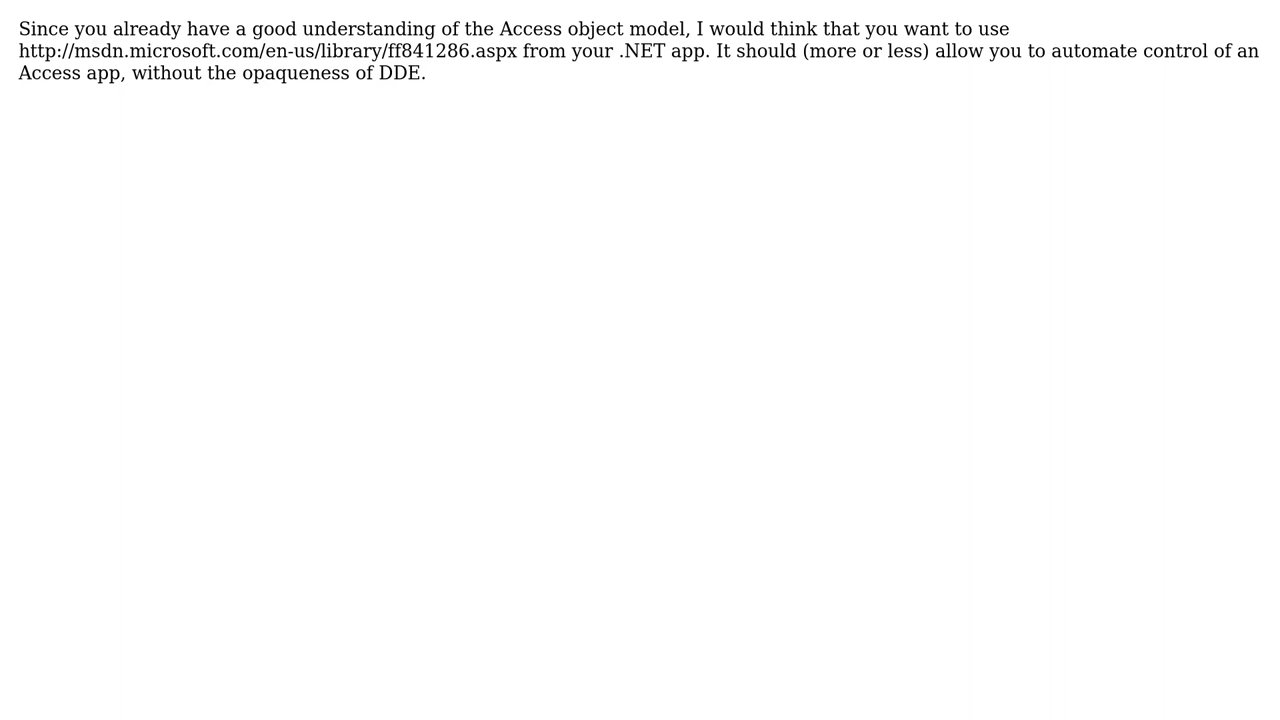 Since you already have a good understanding of the Access object model, I would think that you want to use
http://msdn.microsoft.com/en-us/library/ff841286.aspx from your .NET app. It should (more or less) allow you to automate control of an
Access app, without the opaqueness of DDE.